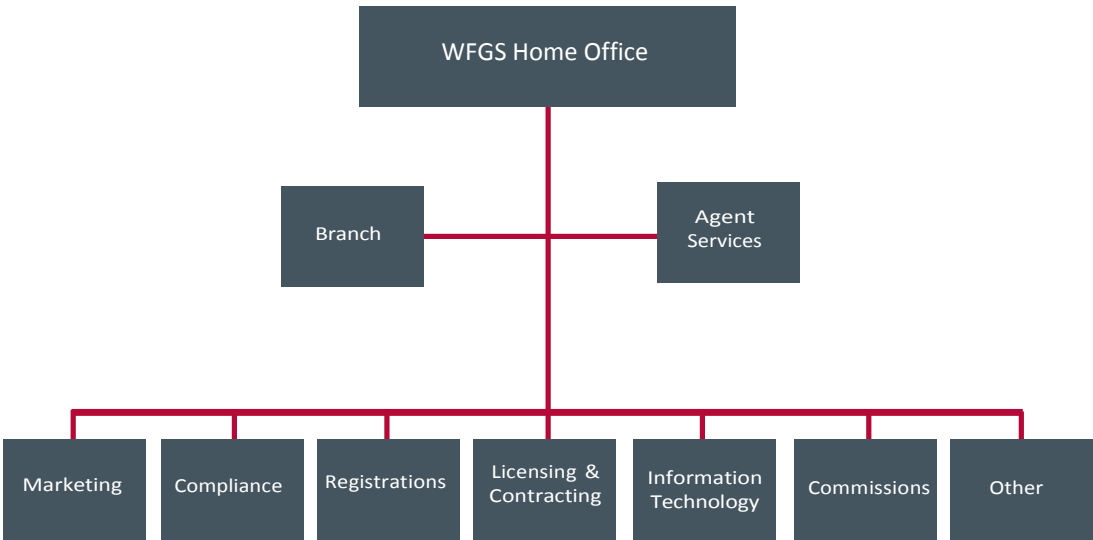 WFGS Home Office
Branch
Agent
Services
Marketing
Compliance
Registrations
Licensing &
Contracting
Information
Technology
Commissions
Other